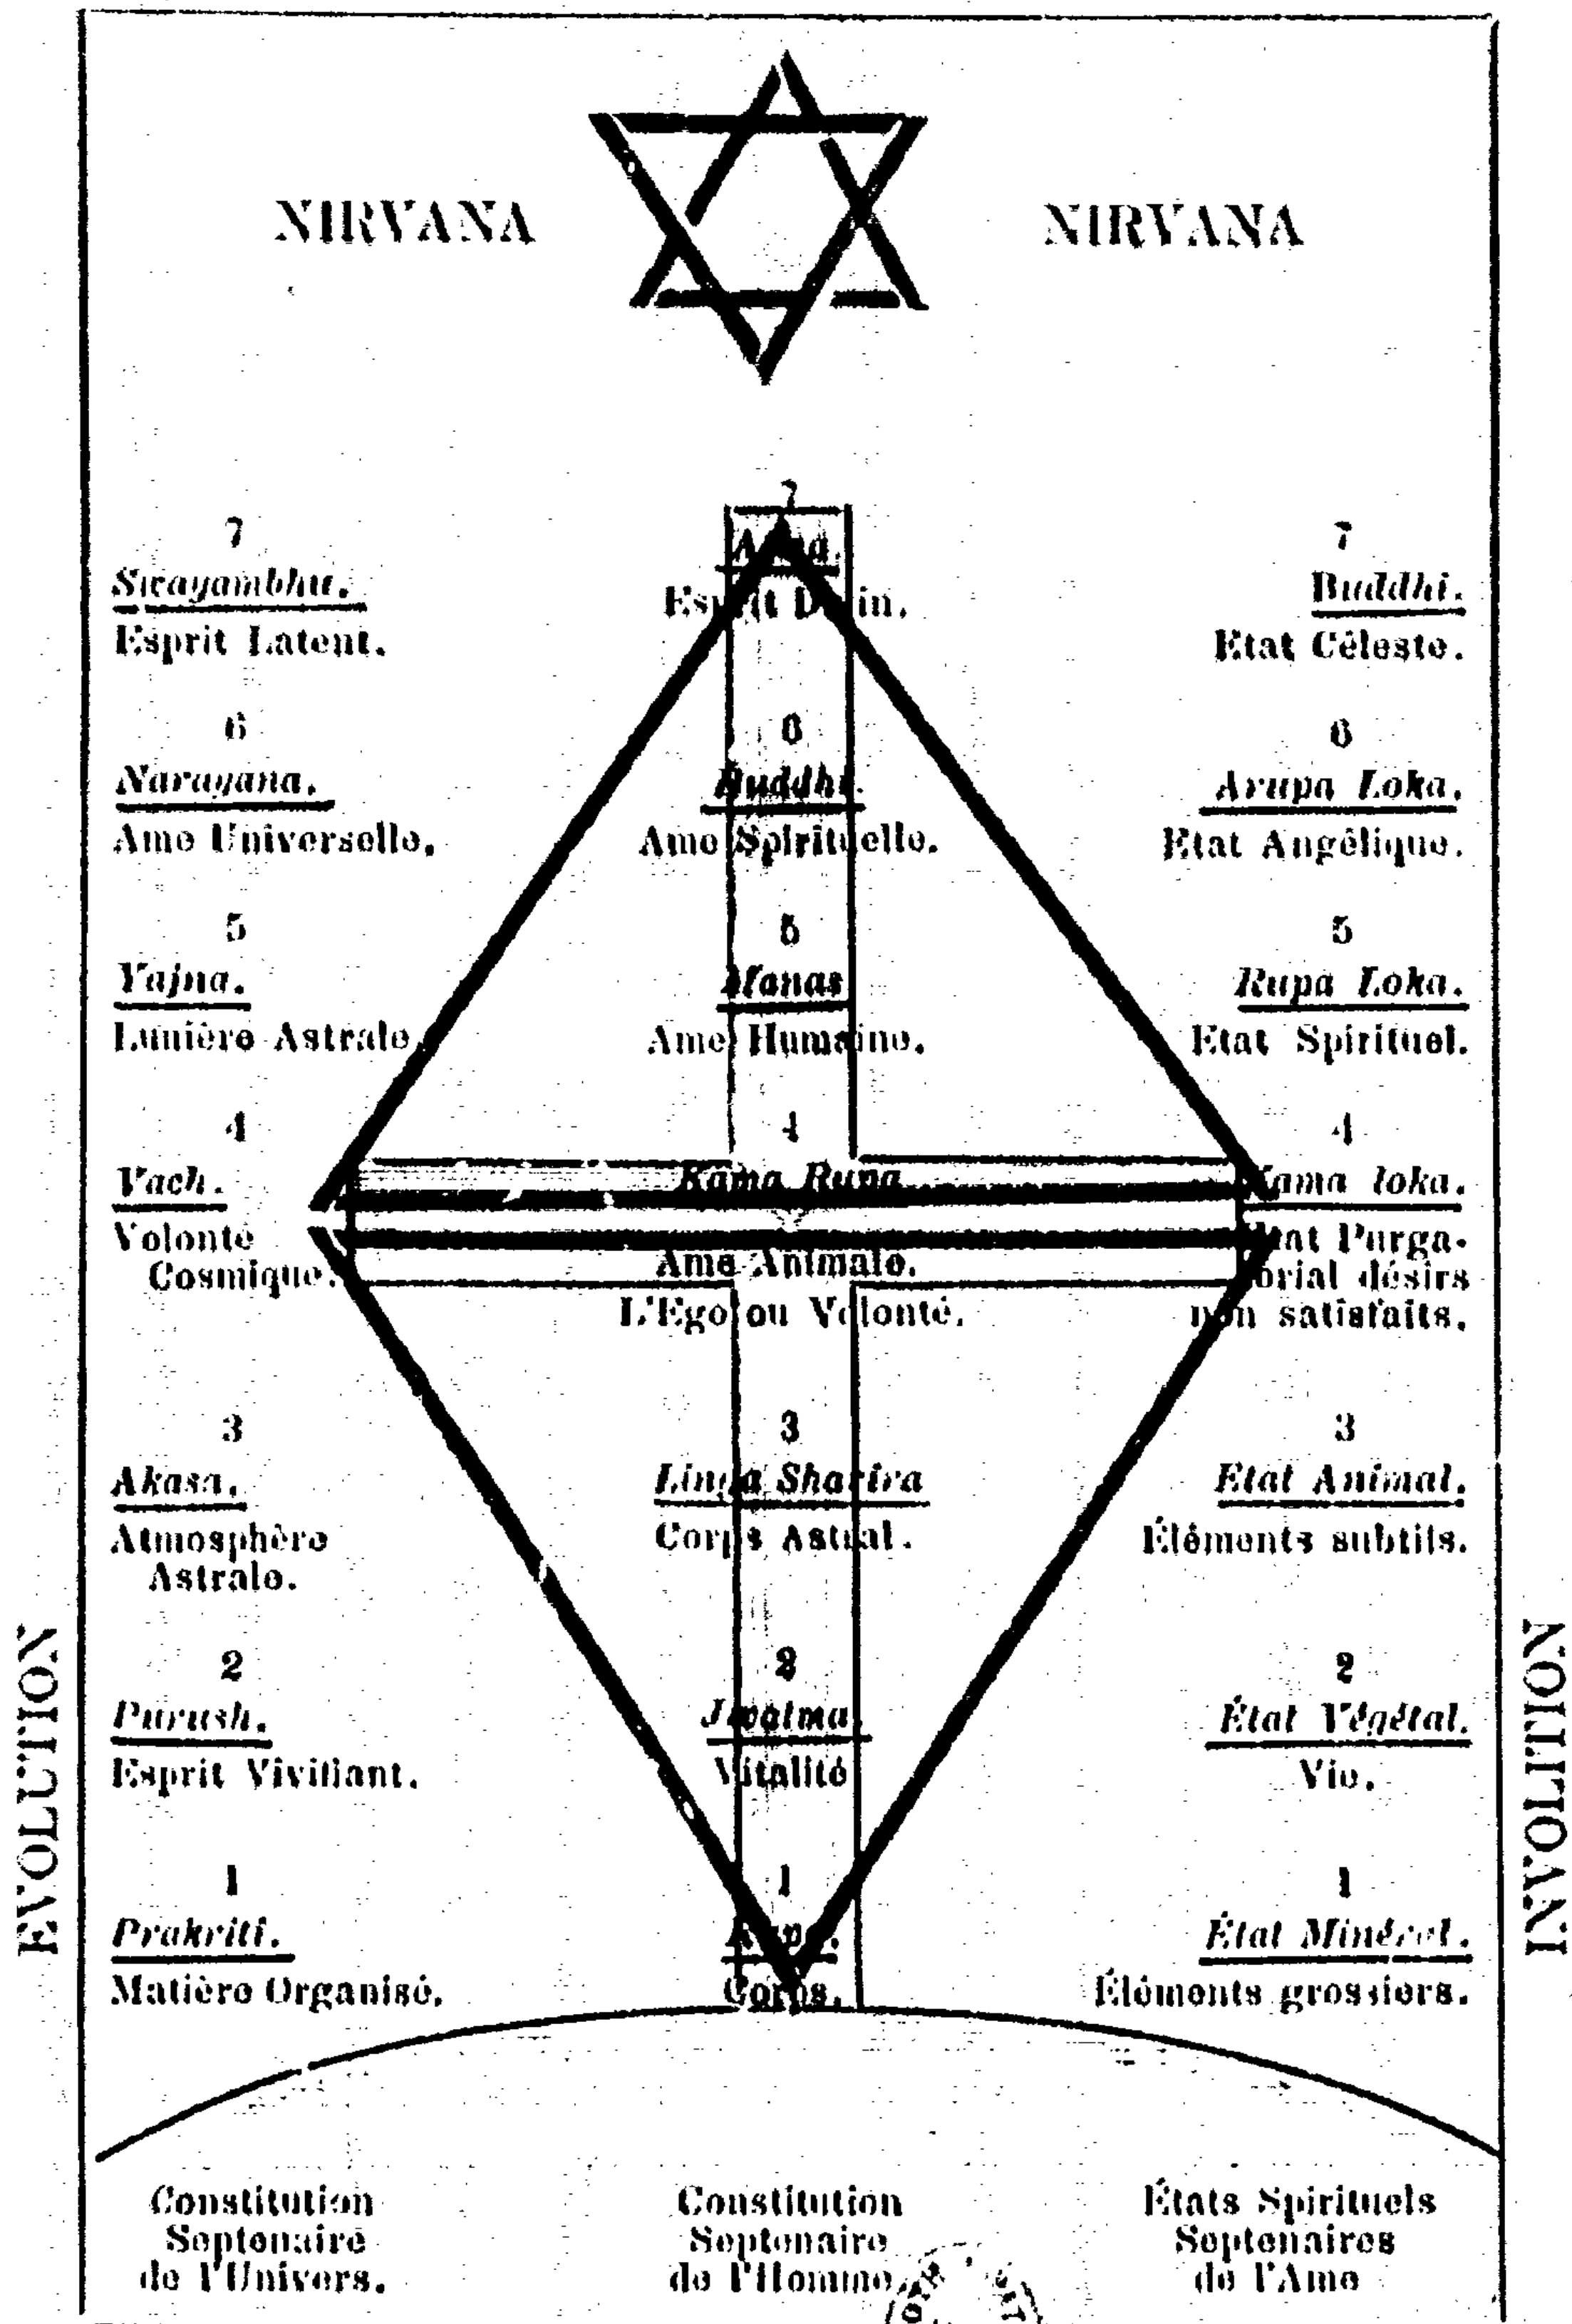 NIRVANA
NIRVANA
7
Swayambhu.
Esprit Latent.
6
Narayana.
Ame Universelle.
5
Yajna.
Lunière Astrale.
4
Vach.
Volonté
Cosmique.
3
Akasa.
Atmosphère
Astrale.
2
Purush.
Esprit Vivifiant.
1
Prakriti.
Matière Organisé.
Constitution
Septenaire
de l'Univers.
7
Esprit Divin.
6
Buddhi.
Ame Spirituelle.
5
Manas
Ame Humaine.
4
Kama Rupa
Ame Animale.
L'Ego ou Volonté.
3
Linga Sharira
Corps Astral.
2
Jivatma.
Vitalité
1
Rupa.
Corps.
Constitution
Septenaire
de l'Homme.
7
Buddhi.
Etat Céleste.
6
Arupa Loka.
Etat Angélique.
5
Rupa Loka.
Etat Spirituel.
4
Kama loka.
Etat Purga-
torial désirs
non satisfaits.
3
Etat Animal.
Éléments subtils.
2
État Végétal.
Vie.
1
État Minéral.
Éléments grossiers.
États Spirituels
Septenaires
de l'Ame
EVOLUTION
INVOLITION